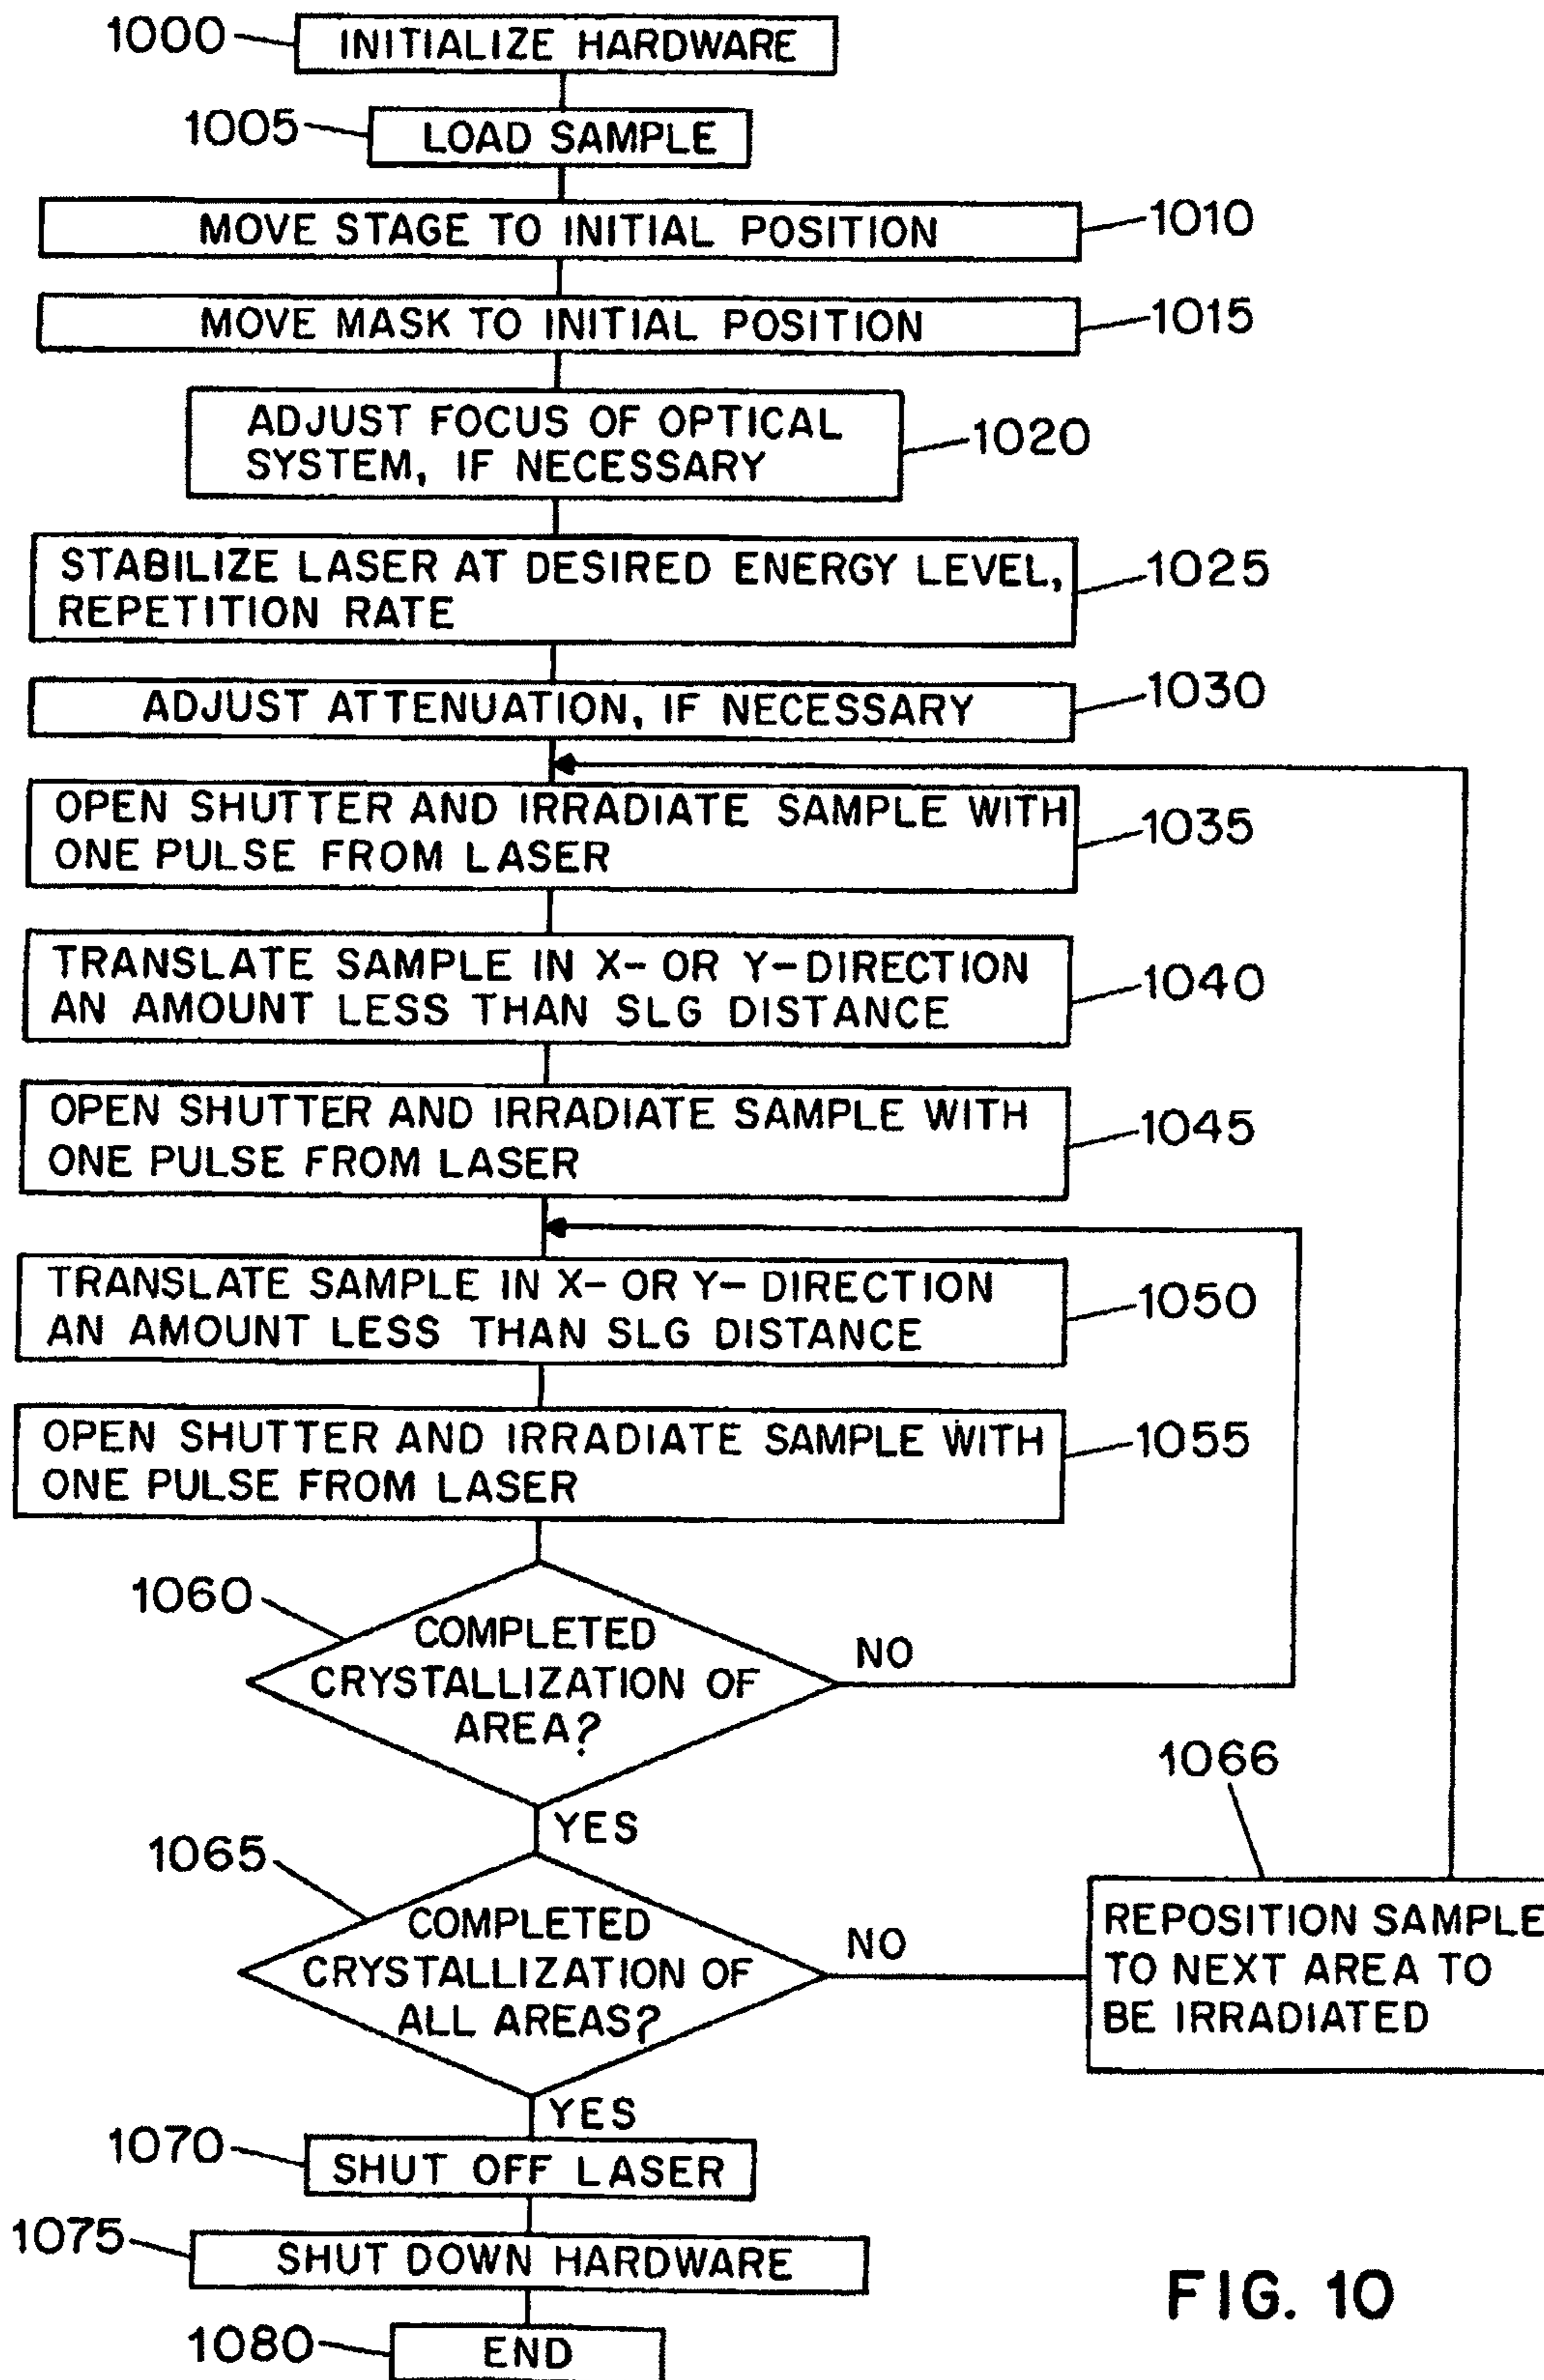 1000
INITIALIZE HARDWARE
1005
LOAD SAMPLE
MOVE STAGE TO INITIAL POSITION
1010
MOVE MASK TO INITIAL POSITION
1015
ADJUST FOCUS OF OPTICAL
SYSTEM, IF NECESSARY
1020
STABILIZE LASER AT DESIRED ENERGY LEVEL,
REPETITION RATE
1025
ADJUST ATTENUATION, IF NECESSARY
1030
OPEN SHUTTER AND IRRADIATE SAMPLE WITH
ONE PULSE FROM LASER
1035
TRANSLATE SAMPLE IN X- OR Y-DIRECTION
AN AMOUNT LESS THAN SLG DISTANCE
1040
OPEN SHUTTER AND IRRADIATE SAMPLE WITH
ONE PULSE FROM LASER
1045
TRANSLATE SAMPLE IN X- OR Y- DIRECTION
AN AMOUNT LESS THAN SLG DISTANCE
1050
OPEN SHUTTER AND IRRADIATE SAMPLE WITH
ONE PULSE FROM LASER
1055
1060
COMPLETED
CRYSTALLIZATION OF
AREA?
NO
YES
1065
COMPLETED
CRYSTALLIZATION OF
ALL AREAS?
NO
1066
REPOSITION SAMPLE
TO NEXT AREA TO
BE IRRADIATED
YES
1070
SHUT OFF LASER
1075
SHUT DOWN HARDWARE
1080
END
FIG. 10